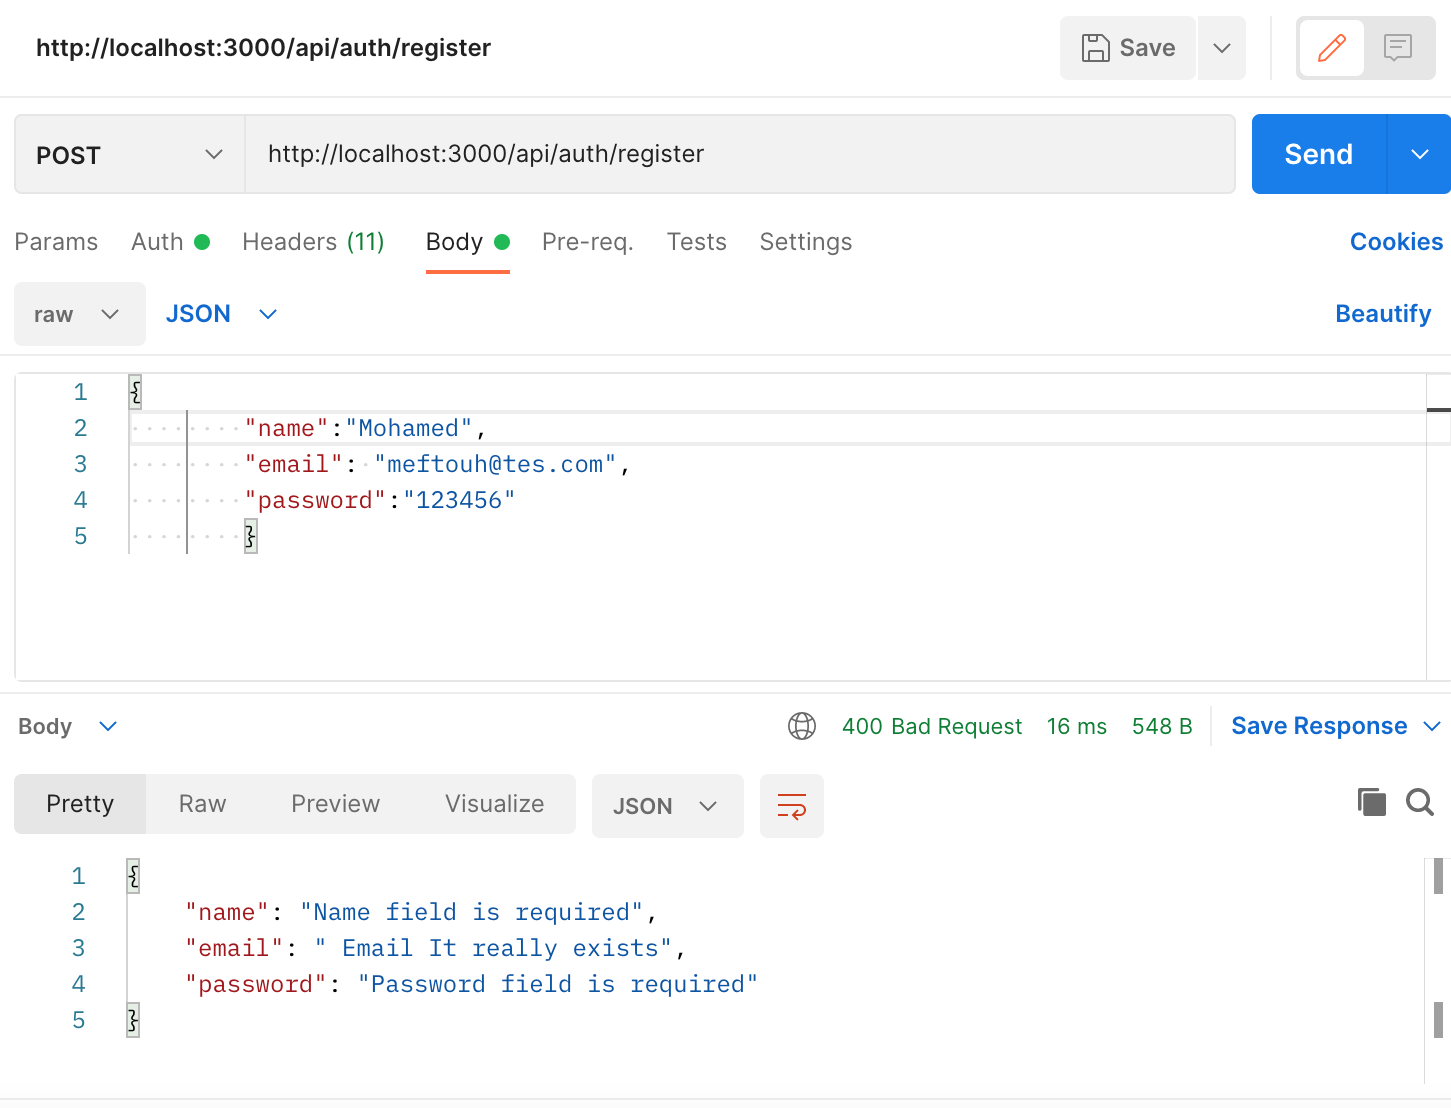 http://localhost:3000/api/auth/register
Save
POST
http://localhost:3000/api/auth/register
Send
Params Auth Headers (11) Body Pre-req. Tests Settings Cookies
raw JSON Beautify
1 {
2 "name":"Mohamed",
3 "email": "meftouh@tes.com",
4 "password":"123456"
5 }
Body 400 Bad Request 16 ms 548 B Save Response
Pretty Raw Preview Visualize JSON
1 {
2 "name": "Name field is required",
3 "email": " Email It really exists",
4 "password": "Password field is required"
5 }